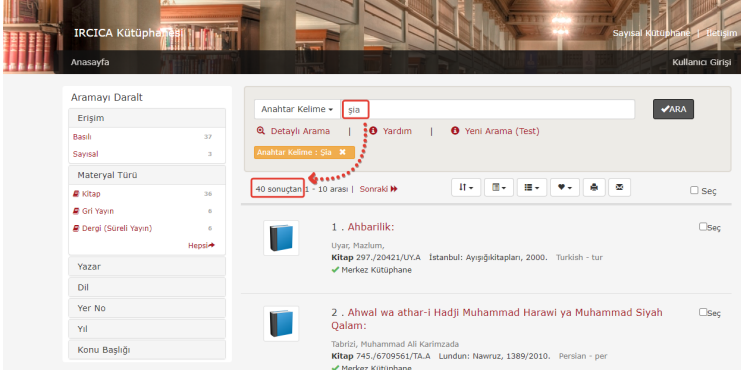 IRCICA Kütüphanesi
Sayısal Kütüphane | İletişim
Anasayfa
Kullanıcı Girişi
Aramayı Daralt
Erişim
Basılı 37
Sayısal 3
Materyal Türü
Kitap 36
Gri Yayın 6
Dergi (Süreli Yayın) 6
Hepsi
Yazar
Dil
Yer No
Yıl
Konu Başlığı
Anahtar Kelime şia ARA
Detaylı Arama | Yardım | Yeni Arama (Test)
Anahtar Kelime : Şia ✖
40 sonuçtan 1 - 10 arası | Sonraki
Seç
1 . Ahbarilik:
Seç
Uyar, Mazlum,
Kitap 297./20421/UY.A İstanbul: Ayışığıkitapları, 2000. Turkish - tur
Merkez Kütüphane
2 . Ahwal wa athar-i Hadji Muhammad Harawi ya Muhammad Siyah
Qalam:
Seç
Tabrizi, Muhammad Ali Karimzada
Kitap 745./6709561/TA.A Lundun: Nawruz, 1389/2010. Persian - per
Merkez Kütüphane